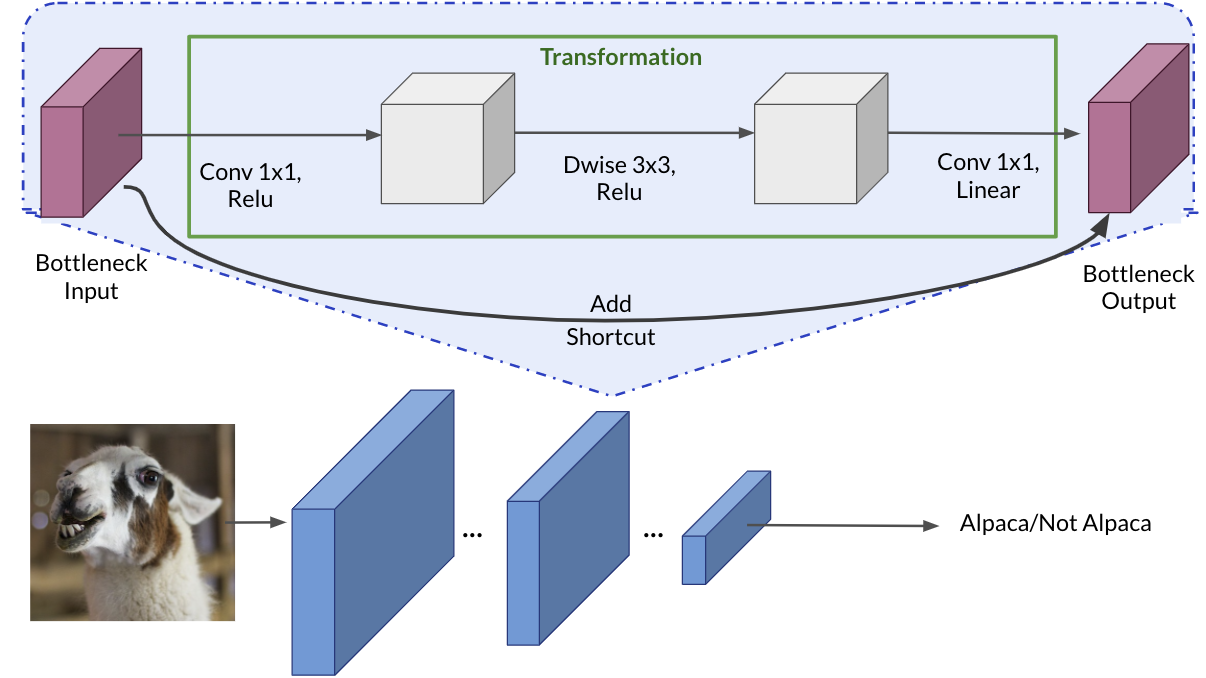 Transformation
Conv 1x1,
Relu
Dwise 3x3,
Relu
Conv 1x1,
Linear
Bottleneck
Input
Bottleneck
Output
Add
Shortcut
...
...
Alpaca/Not Alpaca